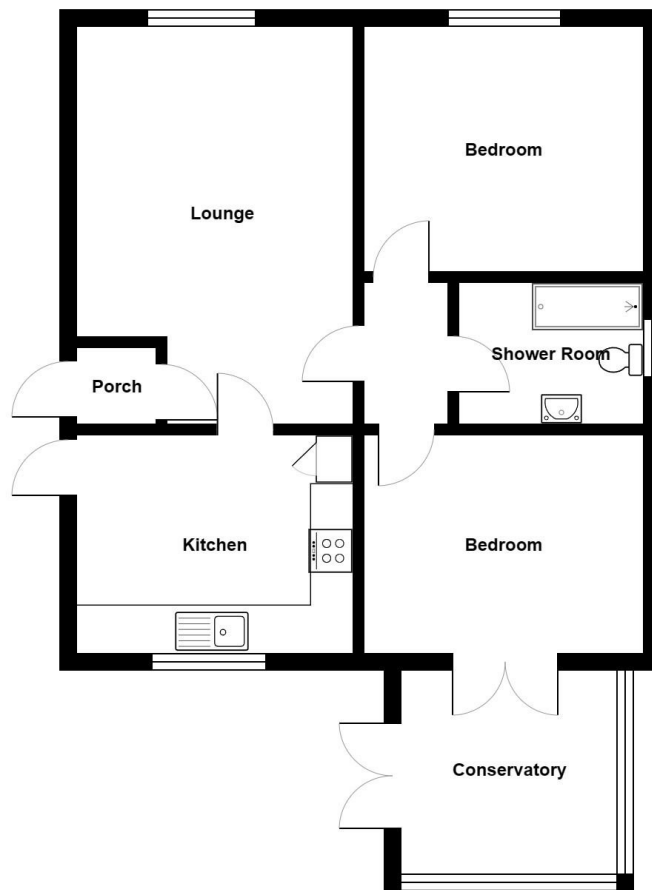 Bedroom
Lounge
Shower Room
Porch
Kitchen
Bedroom
Conservatory